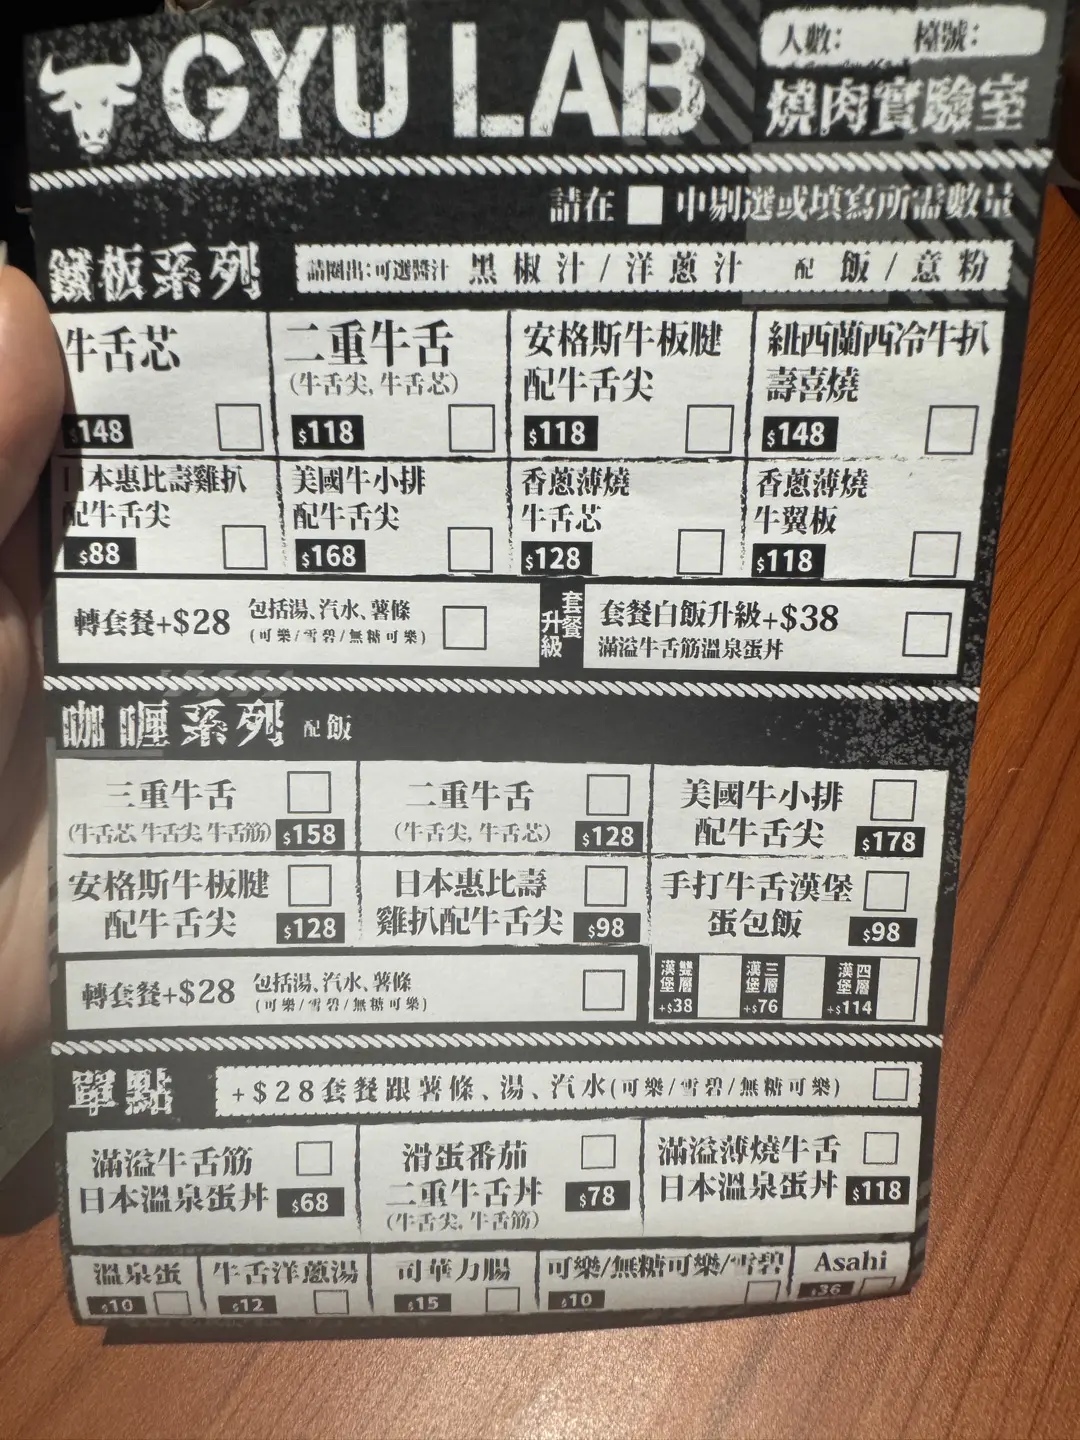 GYU LAB
人數: 檯號:
燒肉實驗室
請在 中剔選或填寫所需數量
鐵板系列
請圈出:可選醬汁 黑椒汁/洋蔥汁 配 飯/意粉
牛舌芯
$148
二重牛舌
(牛舌尖, 牛舌芯)
$118
安格斯牛板腱
配牛舌尖
$118
紐西蘭西冷牛扒
壽喜燒
$148
日本惠比壽雞扒
配牛舌尖
$88
美國牛小排
配牛舌尖
$168
香蔥薄燒
牛舌芯
$128
香蔥薄燒
牛翼板
$118
轉套餐+$28 包括湯、汽水、薯條
(可樂/雪碧/無糖可樂)
套餐
升級
套餐白飯升級+$38
滿溢牛舌筋溫泉蛋丼
咖喱系列 配飯
三重牛舌
(牛舌芯, 牛舌尖, 牛舌筋) $158
二重牛舌
(牛舌尖, 牛舌芯) $128
美國牛小排
配牛舌尖 $178
安格斯牛板腱
配牛舌尖 $128
日本惠比壽
雞扒配牛舌尖 $98
手打牛舌漢堡
蛋包飯 $98
轉套餐+$28 包括湯、汽水、薯條
(可樂/雪碧/無糖可樂)
雙層漢堡 +$38
三層漢堡 +$76
四層漢堡 +$114
單點
+$28套餐跟薯條、湯、汽水(可樂/雪碧/無糖可樂)
滿溢牛舌筋
日本溫泉蛋丼 $68
滑蛋番茄
二重牛舌丼 $78
(牛舌尖, 牛舌筋)
滿溢薄燒牛舌
日本溫泉蛋丼 $118
溫泉蛋
$10
牛舌洋蔥湯
$12
司華力腸
$15
可樂/無糖可樂/雪碧
$10
Asahi
$36